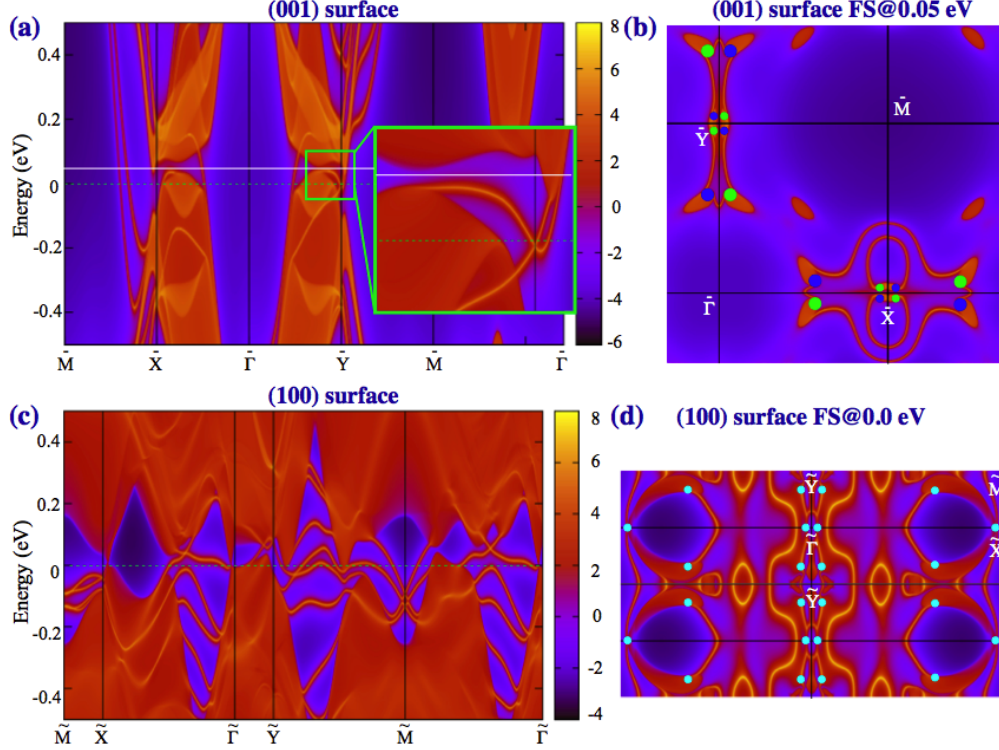 (a)
(001) surface
Energy (eV)
0.4
0.2
0
-0.2
-0.4
M̄
X̄
Γ̄
Ȳ
M̄
Γ̄
8
6
4
2
0
-2
-4
-6
(b)
(001) surface FS@0.05 eV
M̄
Ȳ
Γ̄
X̄
(c)
(100) surface
Energy (eV)
0.4
0.2
0
-0.2
-0.4
M̃
X̃
Γ̃
Ỹ
M̃
Γ̃
8
6
4
2
0
-2
-4
(d)
(100) surface FS@0.0 eV
Ỹ
M̃
Γ̃
X̃
Ỹ